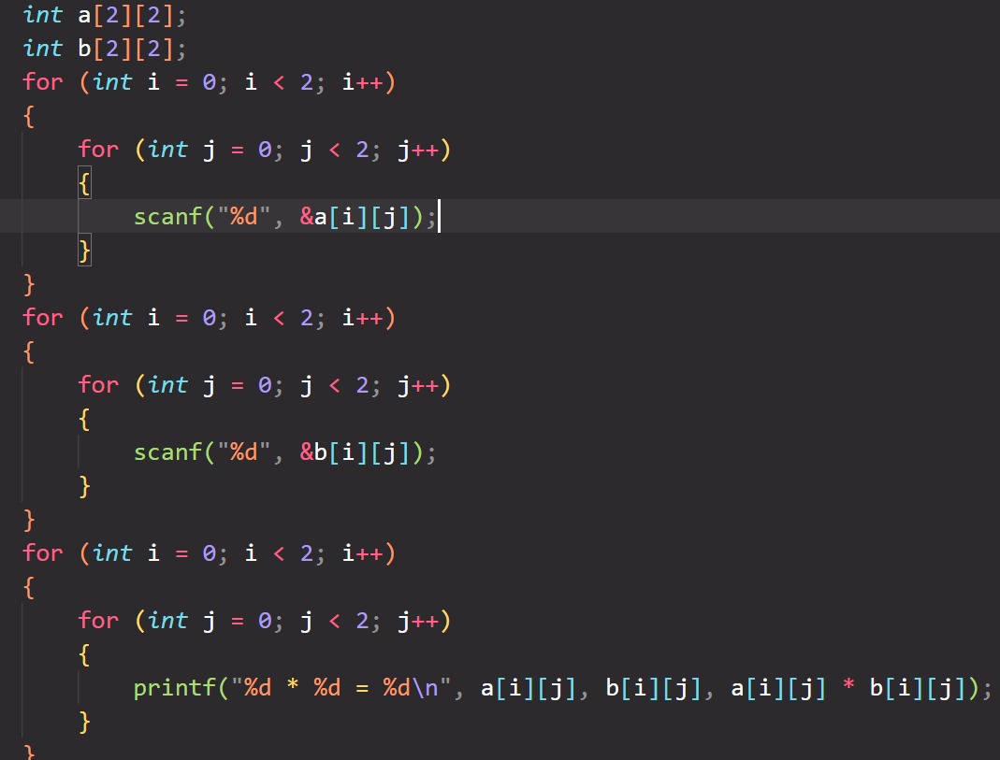 int a[2][2];
int b[2][2];
for (int i = 0; i < 2; i++)
{
    for (int j = 0; j < 2; j++)
    {
        scanf("%d", &a[i][j]);
    }
}
for (int i = 0; i < 2; i++)
{
    for (int j = 0; j < 2; j++)
    {
        scanf("%d", &b[i][j]);
    }
}
for (int i = 0; i < 2; i++)
{
    for (int j = 0; j < 2; j++)
    {
        printf("%d * %d = %d\n", a[i][j], b[i][j], a[i][j] * b[i][j]);
    }
}